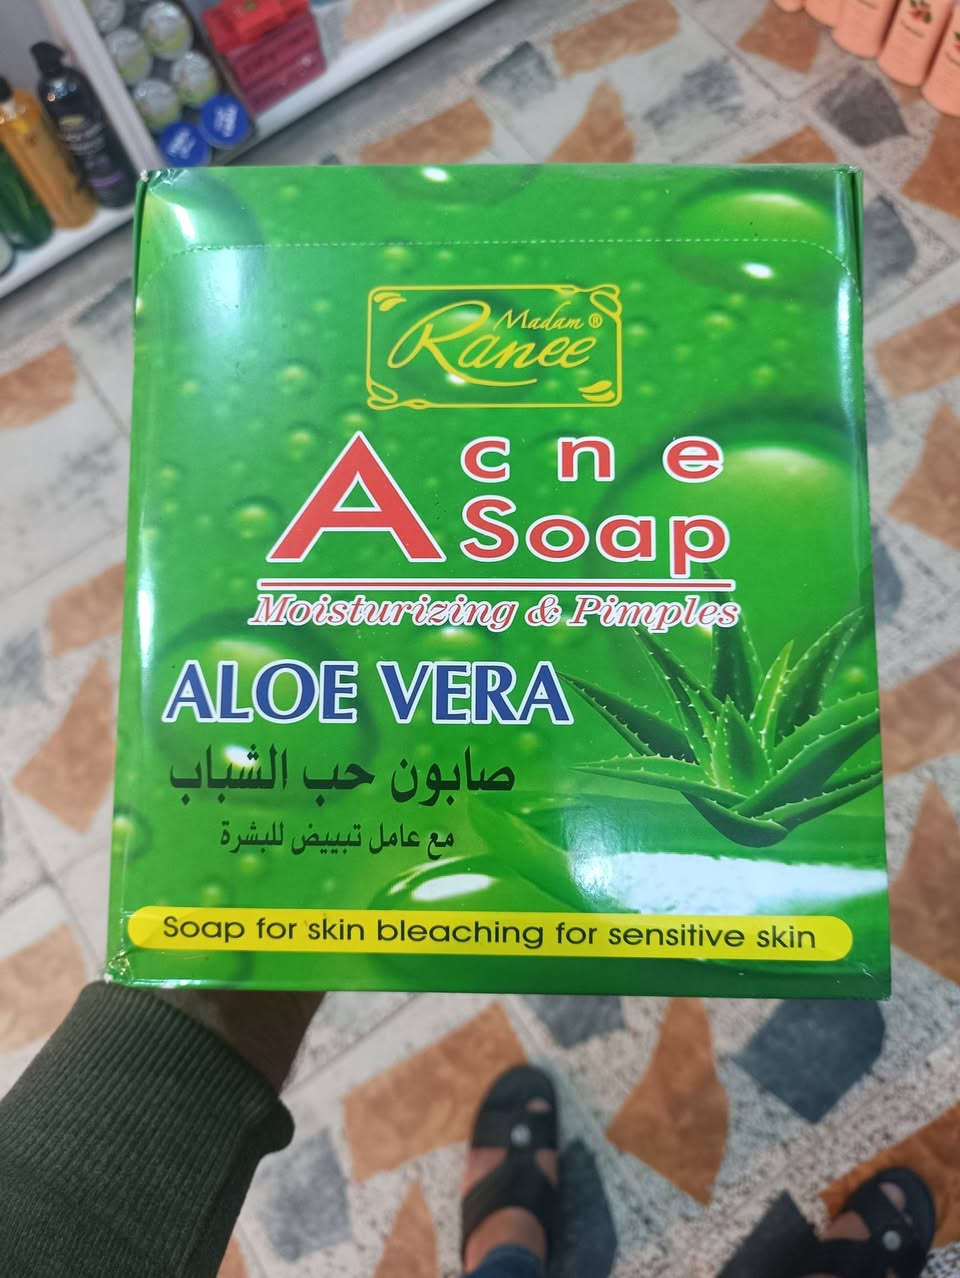 Madam ®
Ranee
Acne
Soap
Moisturizing & Pimples
ALOE VERA
صابون حب الشباب
مع عامل تبييض للبشرة
Soap for skin bleaching for sensitive skin